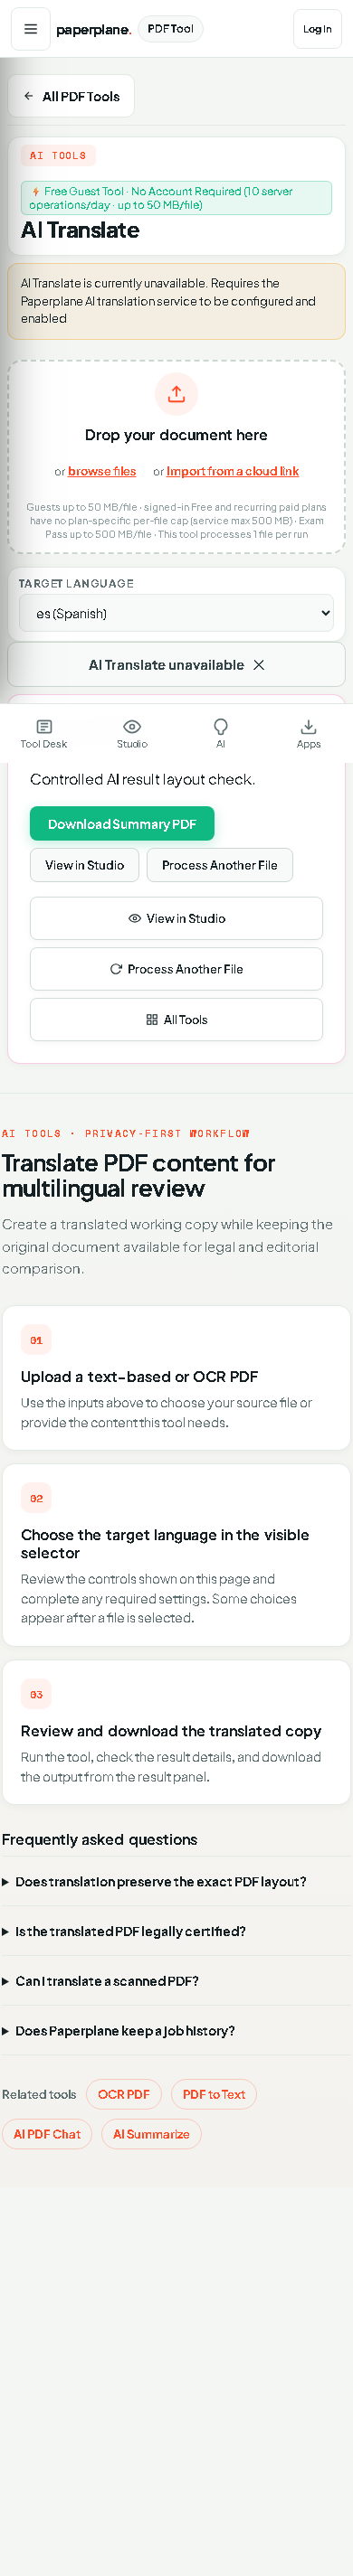 paperplane. PDF Tool Log In
All PDF Tools
AI TOOLS
Free Guest Tool · No Account Required (10 server
operations/day · up to 50 MB/file)
AI Translate
AI Translate is currently unavailable. Requires the
Paperplane AI translation service to be configured and
enabled
Drop your document here
or browse files or Import from a cloud link
Guests up to 50 MB/file · signed-in Free and recurring paid plans
have no plan-specific per-file cap (service max 500 MB) · Exam
Pass up to 500 MB/file · This tool processes 1 file per run
TARGET LANGUAGE
es (Spanish)
AI Translate unavailable
Tool Desk Studio AI Apps
Controlled AI result layout check.
Download Summary PDF
View in Studio Process Another File
View in Studio
Process Another File
All Tools
AI TOOLS · PRIVACY-FIRST WORKFLOW
Translate PDF content for
multilingual review
Create a translated working copy while keeping the
original document available for legal and editorial
comparison.
01
Upload a text-based or OCR PDF
Use the inputs above to choose your source file or
provide the content this tool needs.
02
Choose the target language in the visible
selector
Review the controls shown on this page and
complete any required settings. Some choices
appear after a file is selected.
03
Review and download the translated copy
Run the tool, check the result details, and download
the output from the result panel.
Frequently asked questions
Does translation preserve the exact PDF layout?
Is the translated PDF legally certified?
Can I translate a scanned PDF?
Does Paperplane keep a job history?
Related tools OCR PDF PDF to Text
AI PDF Chat AI Summarize